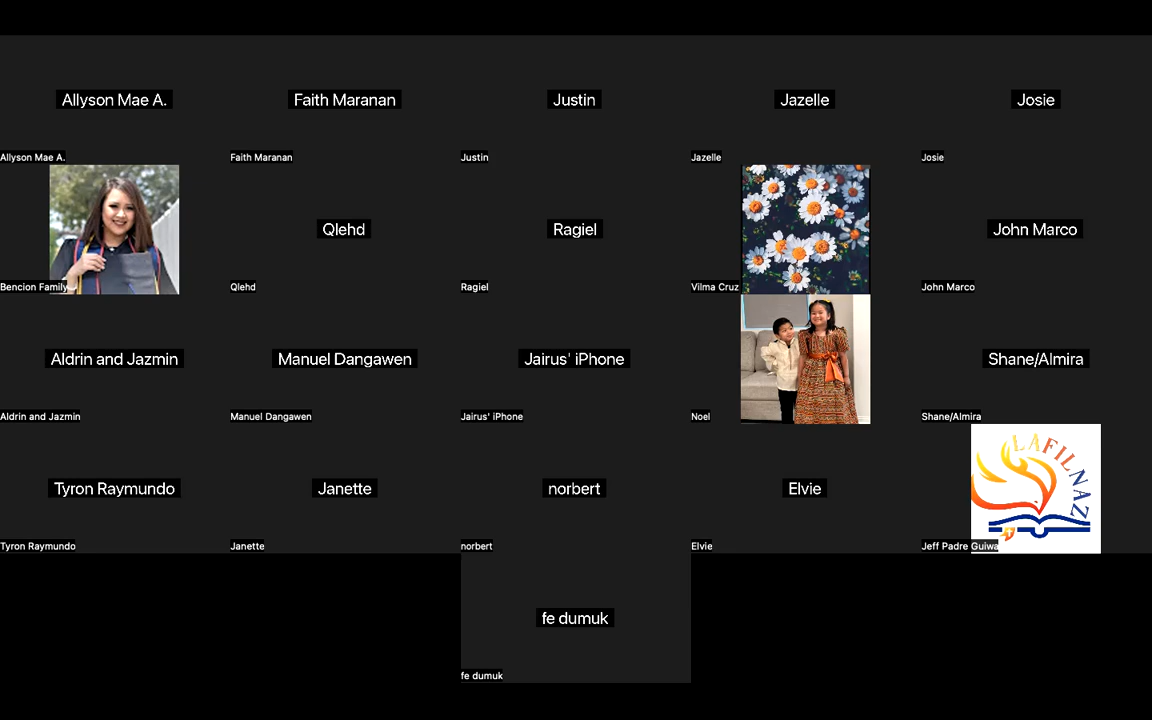 Allyson Mae A.
Faith Maranan
Justin
Jazelle
Josie
Allyson Mae A.
Faith Maranan
Justin
Jazelle
Josie
Qlehd
Ragiel
John Marco
Bencion Family
Qlehd
Ragiel
Vilma Cruz
John Marco
Aldrin and Jazmin
Manuel Dangawen
Jairus' iPhone
Shane/Almira
Aldrin and Jazmin
Manuel Dangawen
Jairus' iPhone
Noel
Shane/Almira
LAFILNAZ
Tyron Raymundo
Janette
norbert
Elvie
Tyron Raymundo
Janette
norbert
Elvie
Jeff Padre Guiwa
fe dumuk
fe dumuk